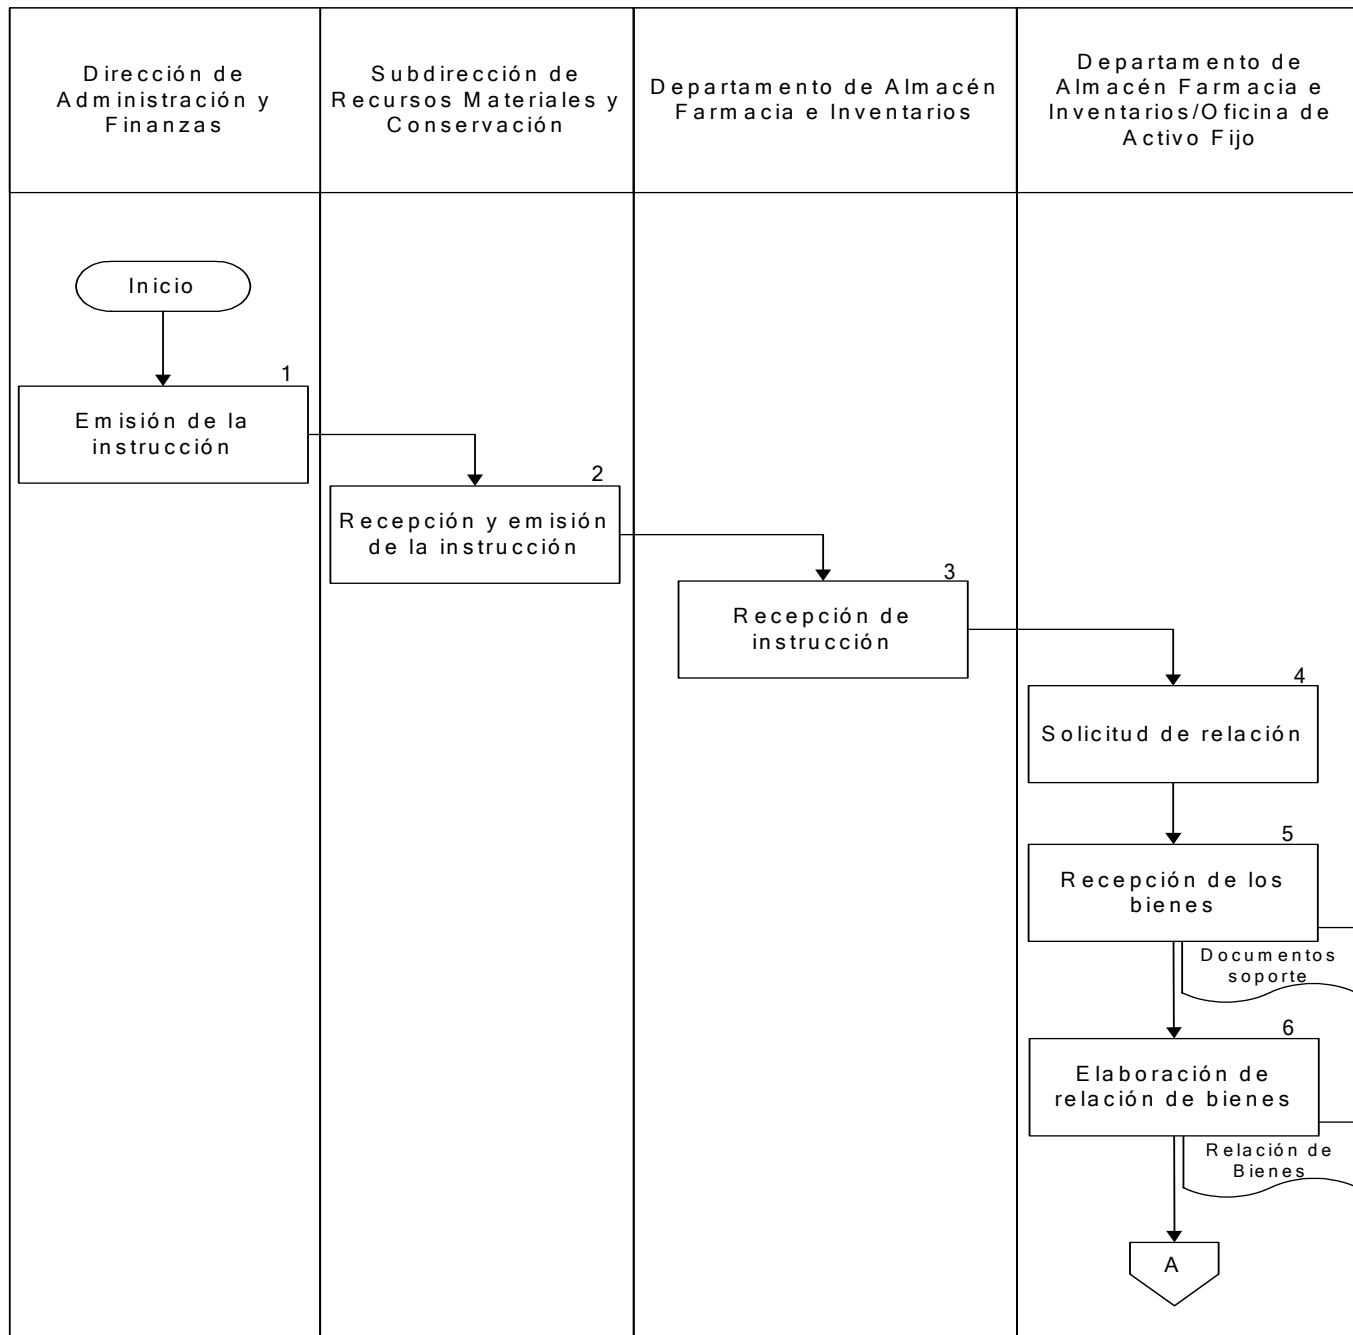 Dirección de
Administración y
Finanzas
Subdirección de
Recursos Materiales y
Conservación
Departamento de Almacén
Farmacia e Inventarios
Departamento de
Almacén Farmacia e
Inventarios/Oficina de
Activo Fijo
Inicio
1
Emisión de la
instrucción
2
Recepción y emisión
de la instrucción
3
Recepción de
instrucción
4
Solicitud de relación
5
Recepción de los
bienes
Documentos
soporte
6
Elaboración de
relación de bienes
Relación de
Bienes
A